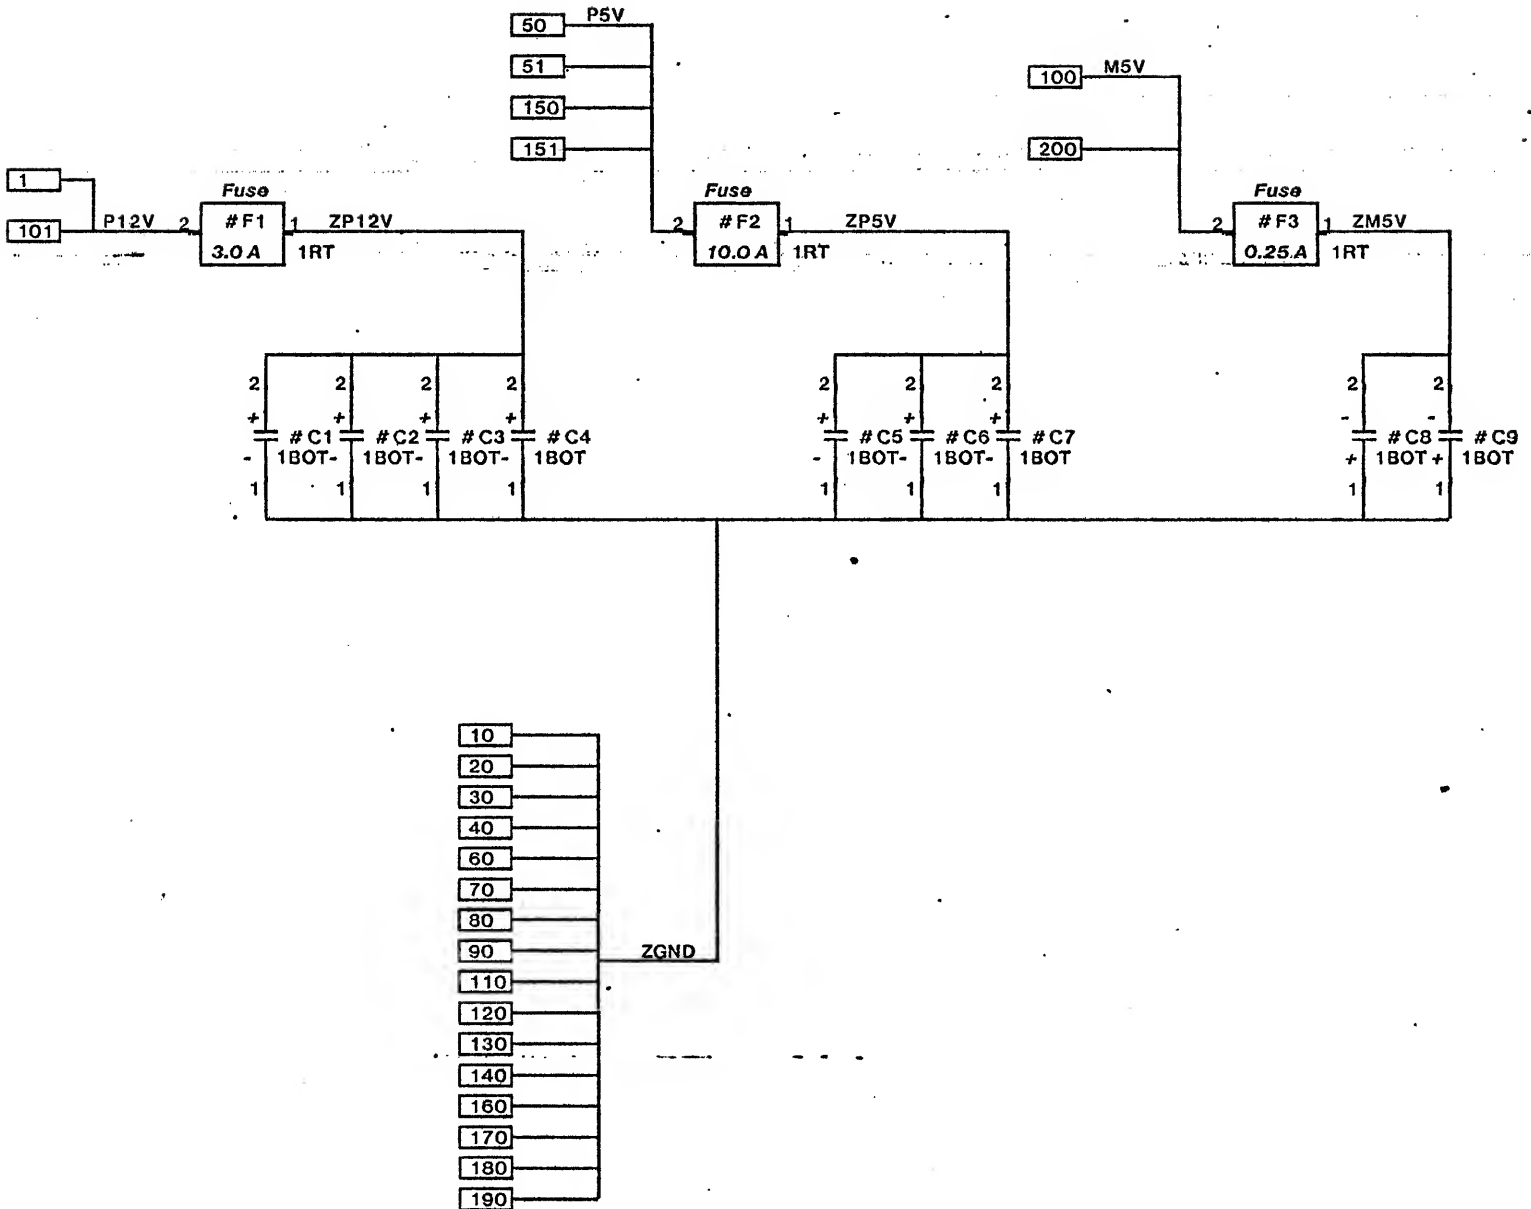 50 P5V
51
150
151
100 M5V
200
1
101 P12V 2
Fuse
#F1
3.0 A
1 ZP12V
1RT
2
Fuse
#F2
10.0 A
1 ZP5V
1RT
2
Fuse
#F3
0.25 A
1 ZM5V
1RT
2 2 2 2 2 2 2 2 2
+ + + + + + + - -
#C1 #C2 #C3 #C4 #C5 #C6 #C7 #C8 #C9
- 1BOT- 1BOT- 1BOT- 1BOT - 1BOT- 1BOT- 1BOT + 1BOT + 1BOT
1 1 1 1 1 1 1 1 1
10
20
30
40
60
70
80
90
ZGND
110
120
130
140
160
170
180
190